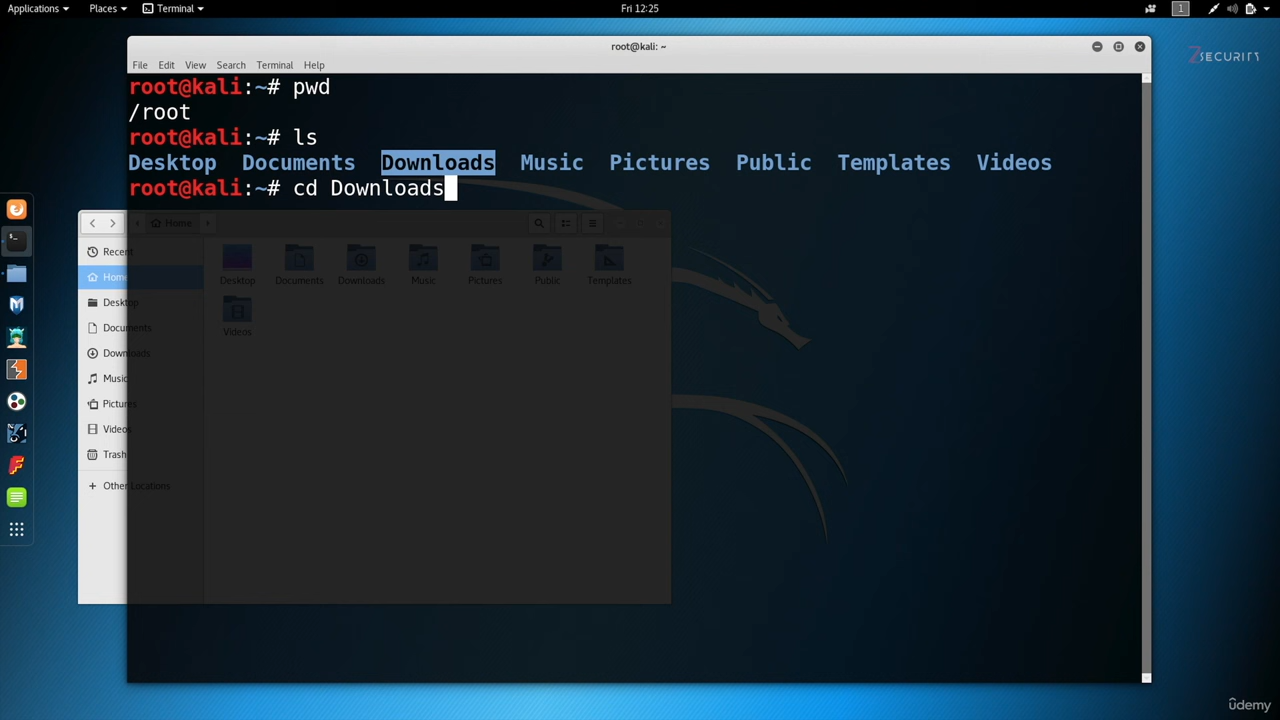 Applications Places Terminal Fri 12:25 1
root@kali: ~
File Edit View Search Terminal Help
ZSECURITY
root@kali:~# pwd
/root
root@kali:~# ls
Desktop Documents Downloads Music Pictures Public Templates Videos
root@kali:~# cd Downloads
Home
Recent
Home
Desktop
Documents
Downloads
Music
Pictures
Videos
Trash
+ Other Locations
Desktop Documents Downloads Music Pictures Public Templates
Videos
udemy